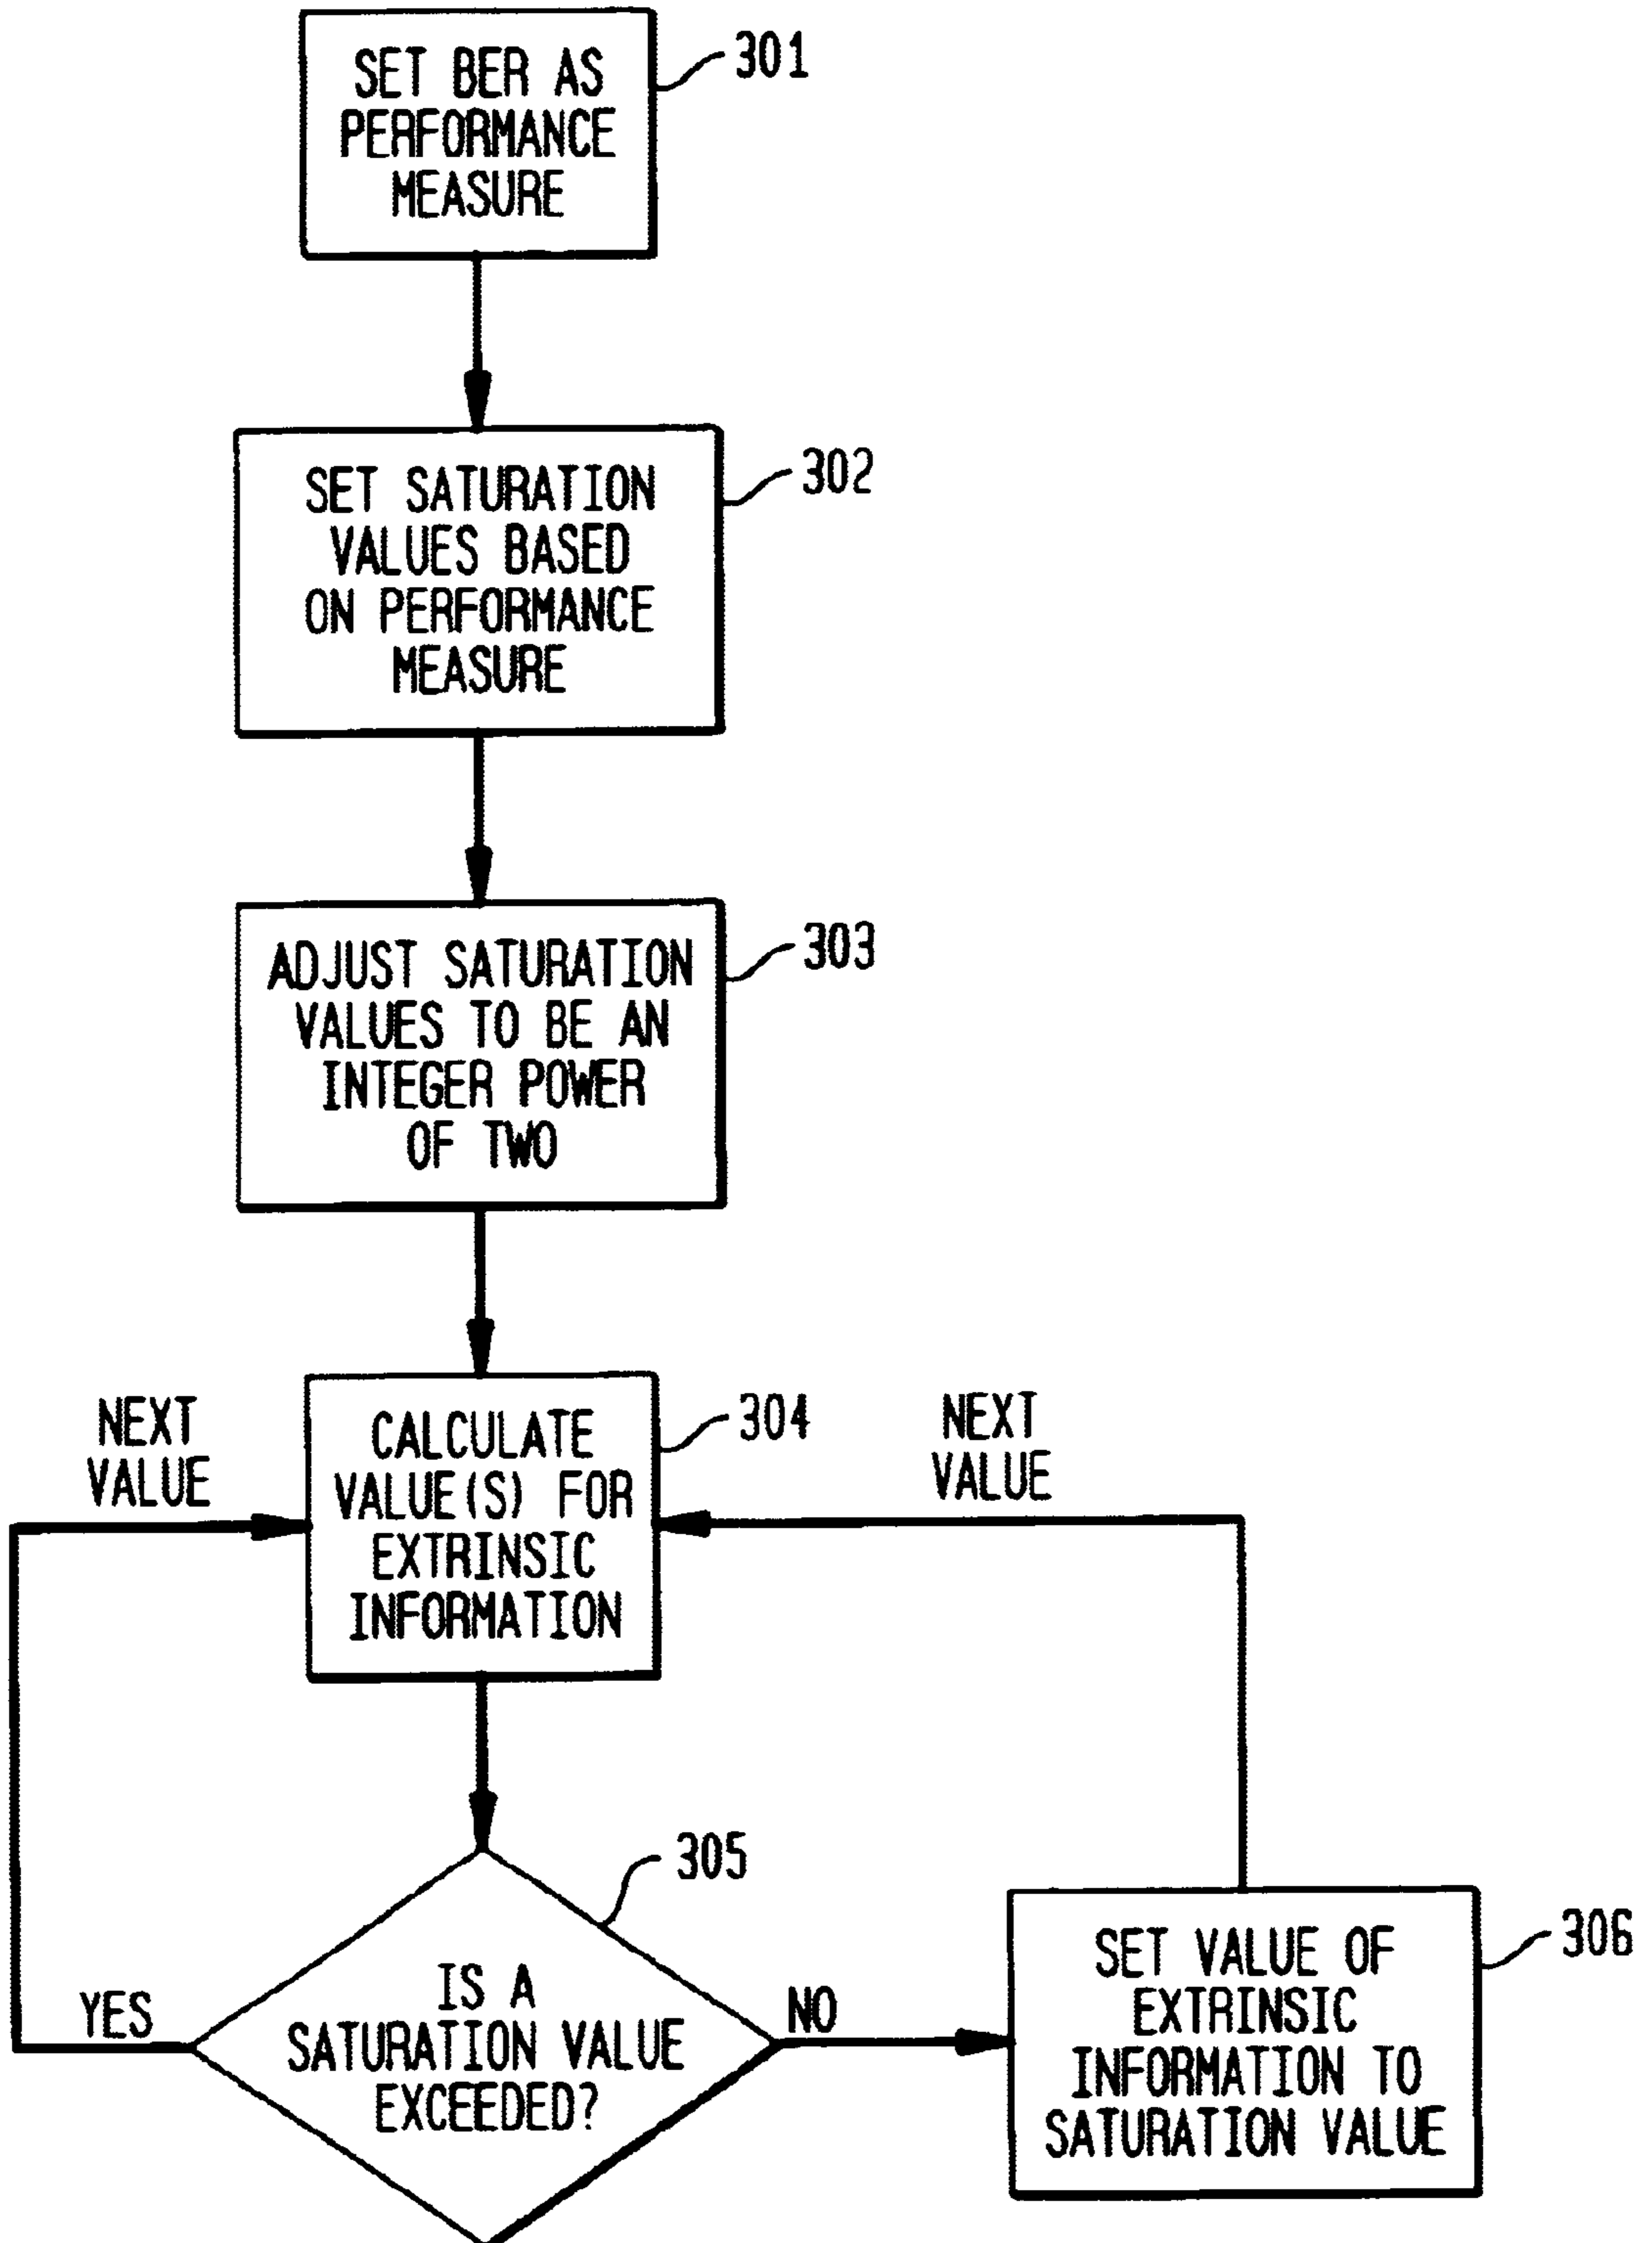 SET BER AS
PERFORMANCE
MEASURE
301
SET SATURATION
VALUES BASED
ON PERFORMANCE
MEASURE
302
ADJUST SATURATION
VALUES TO BE AN
INTEGER POWER
OF TWO
303
NEXT
VALUE
CALCULATE
VALUE(S) FOR
EXTRINSIC
INFORMATION
304
NEXT
VALUE
305
YES
IS A
SATURATION VALUE
EXCEEDED?
NO
SET VALUE OF
EXTRINSIC
INFORMATION TO
SATURATION VALUE
306